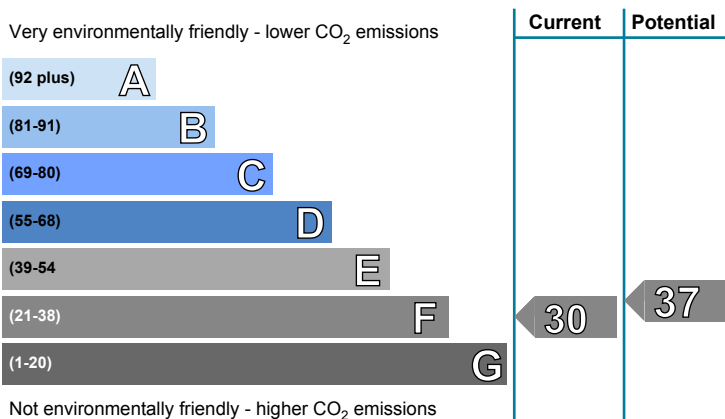 Current Potential
Very environmentally friendly - lower CO2 emissions
(92 plus) A
(81-91) B
(69-80) C
(55-68) D
(39-54 E
(21-38) F 30 37
(1-20) G
Not environmentally friendly - higher CO2 emissions